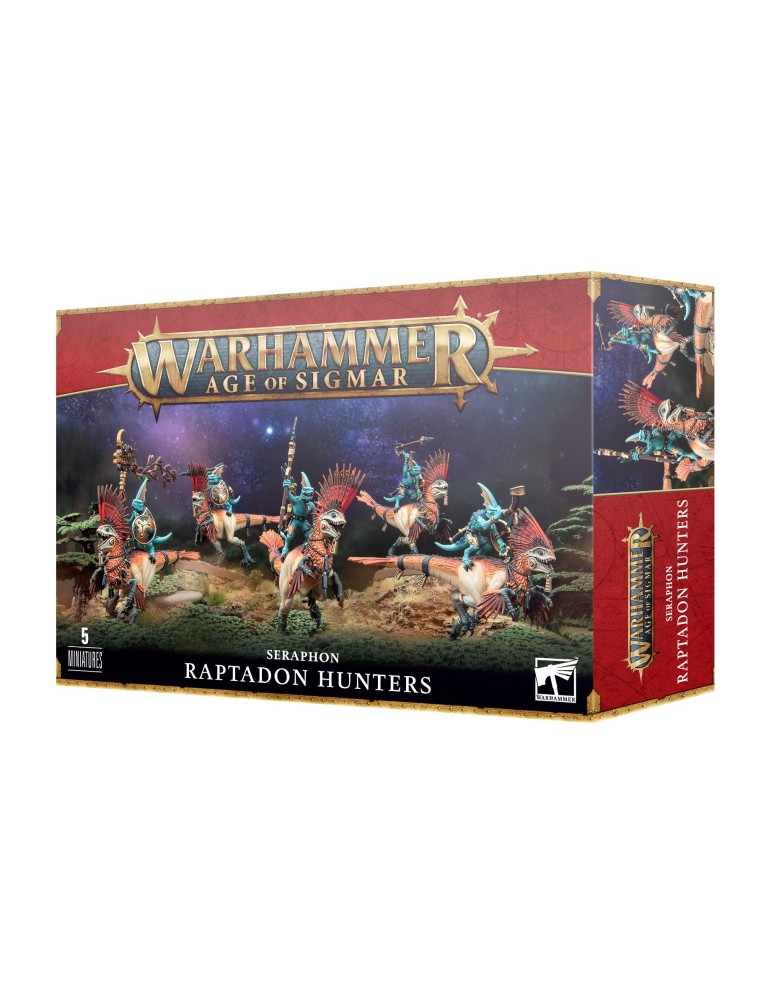 WARHAMMER
®
AGE OF SIGMAR
5
MINIATURES
SERAPHON
RAPTADON HUNTERS
WARHAMMER
WARHAMMER
AGE OF SIGMAR
SERAPHON
RAPTADON HUNTERS